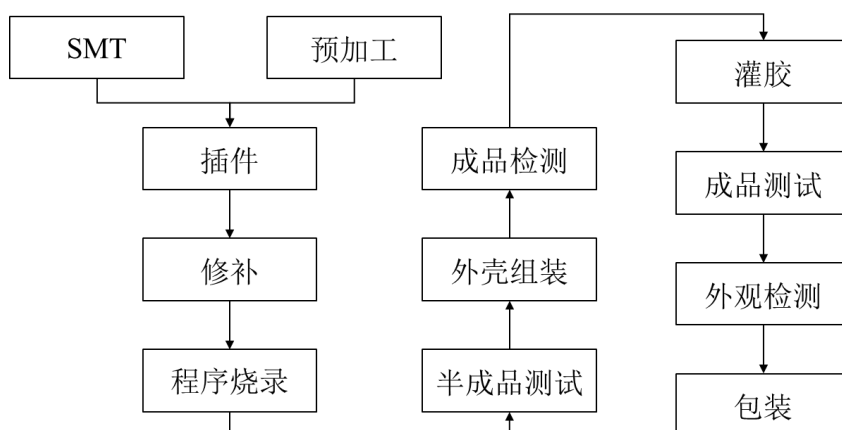 SMT
预加工
插件
修补
程序烧录
半成品测试
外壳组装
成品检测
灌胶
成品测试
外观检测
包装